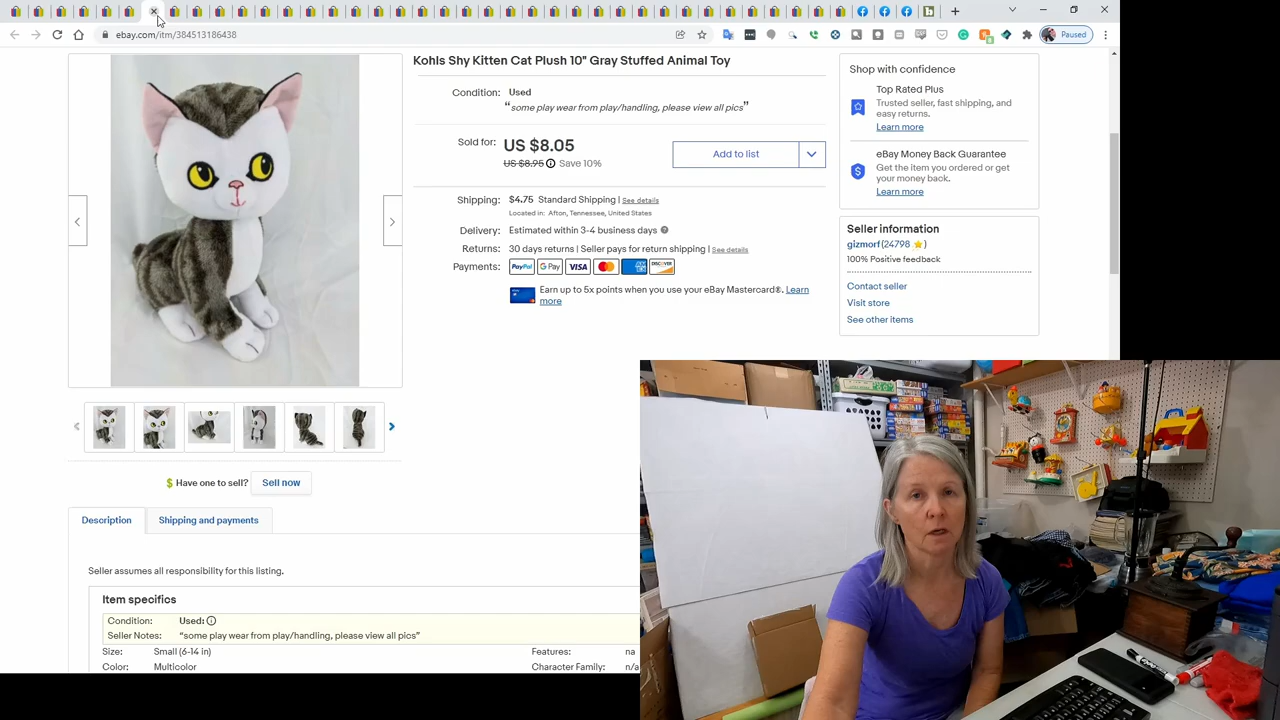 ebay.com/itm/384513186438
Paused
Kohls Shy Kitten Cat Plush 10" Gray Stuffed Animal Toy
Condition: Used
"some play wear from play/handling, please view all pics"
Sold for: US $8.05
US $8.95 Save 10%
Add to list
Shipping: $4.75 Standard Shipping | See details
Located in: Afton, Tennessee, United States
Delivery: Estimated within 3-4 business days
Returns: 30 days returns | Seller pays for return shipping | See details
Payments: PayPal G Pay VISA DISCOVER
Earn up to 5x points when you use your eBay Mastercard®. Learn
more
Shop with confidence
Top Rated Plus
Trusted seller, fast shipping, and
easy returns.
Learn more
eBay Money Back Guarantee
Get the item you ordered or get
your money back.
Learn more
Seller information
gizmorf (24798 )
100% Positive feedback
Contact seller
Visit store
See other items
$ Have one to sell? Sell now
Description Shipping and payments
Seller assumes all responsibility for this listing.
Item specifics
Condition: Used:
Seller Notes: "some play wear from play/handling, please view all pics"
Size: Small (6-14 in) Features: na
Color: Multicolor Character Family: n/a